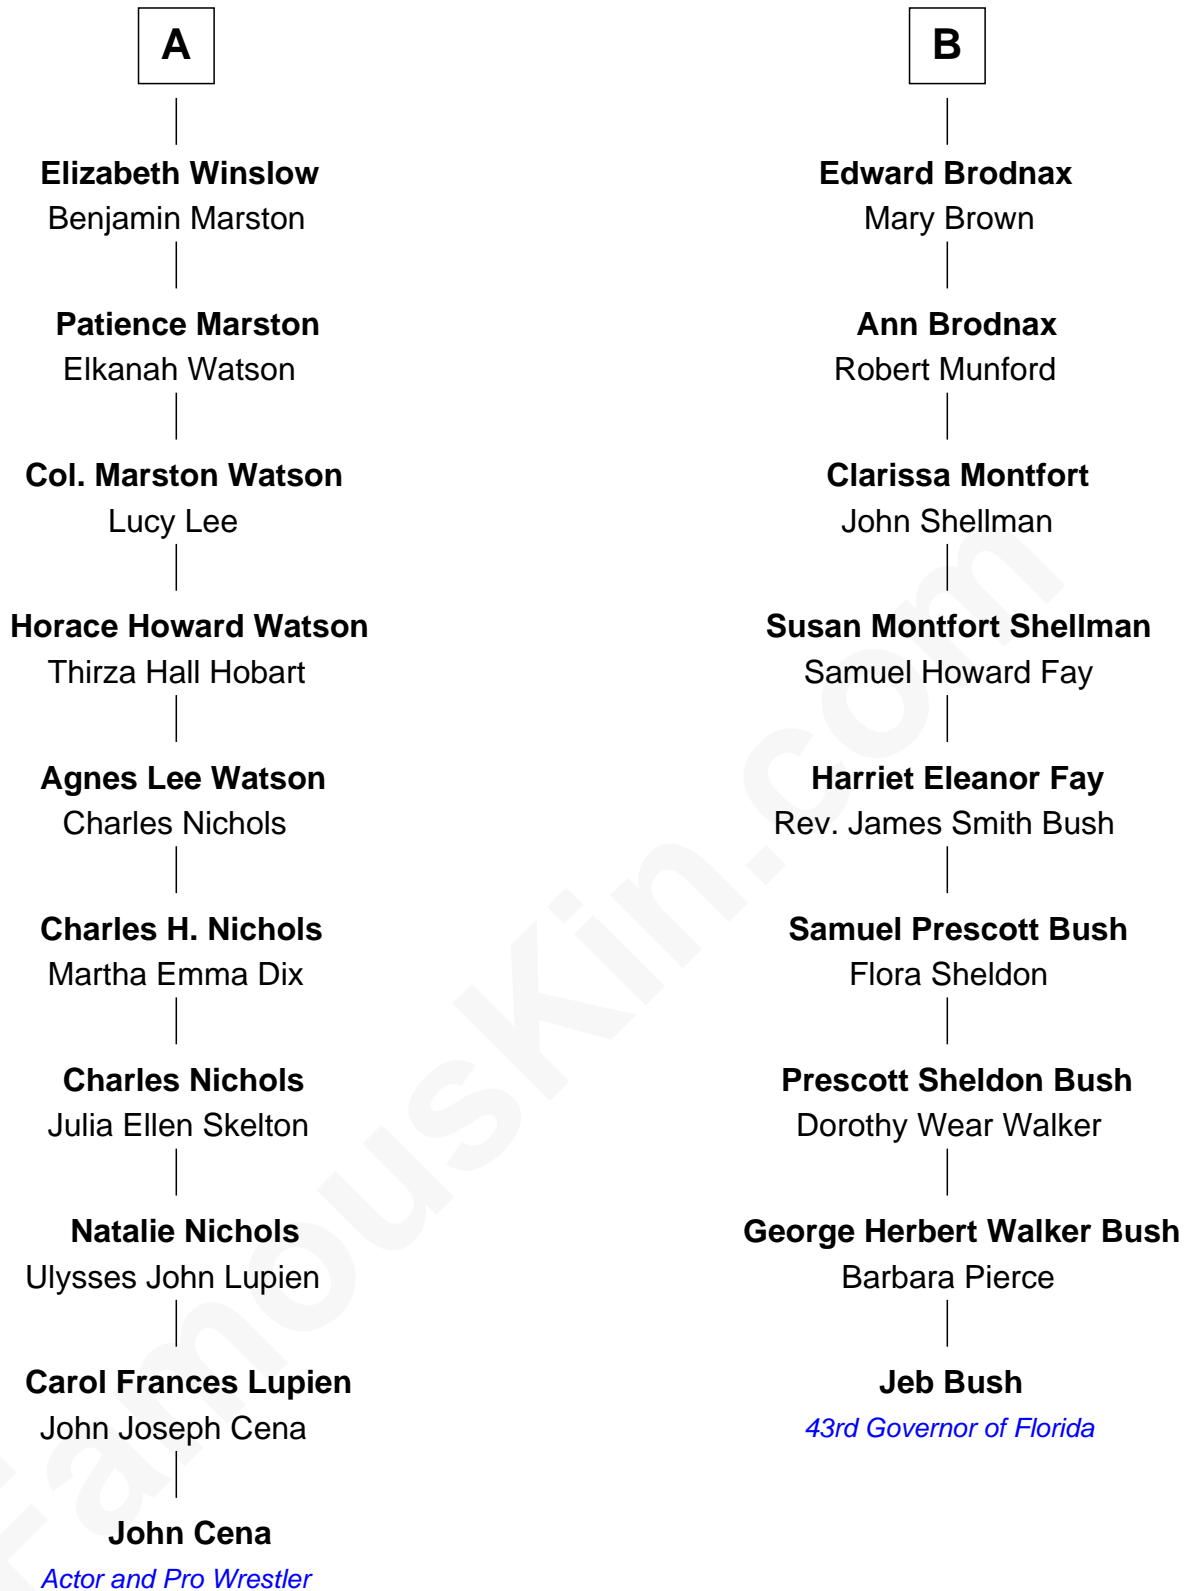 A
Elizabeth Winslow
Benjamin Marston
Patience Marston
Elkanah Watson
Col. Marston Watson
Lucy Lee
Horace Howard Watson
Thirza Hall Hobart
Agnes Lee Watson
Charles Nichols
Charles H. Nichols
Martha Emma Dix
Charles Nichols
Julia Ellen Skelton
Natalie Nichols
Ulysses John Lupien
Carol Frances Lupien
John Joseph Cena
John Cena
Actor and Pro Wrestler
B
Edward Brodnax
Mary Brown
Ann Brodnax
Robert Munford
Clarissa Montfort
John Shellman
Susan Montfort Shellman
Samuel Howard Fay
Harriet Eleanor Fay
Rev. James Smith Bush
Samuel Prescott Bush
Flora Sheldon
Prescott Sheldon Bush
Dorothy Wear Walker
George Herbert Walker Bush
Barbara Pierce
Jeb Bush
43rd Governor of Florida
FamousKin.com